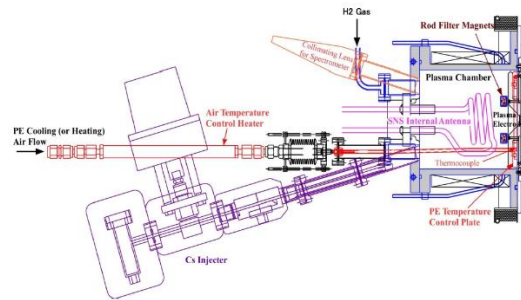 H2 Gas
Rod Filter Magnets
Collimating Lens
for Spectrometer
Plasma Chamber
Air Temperature
Control Heater
PE Cooling (or Heating)
Air Flow
SNS Internal Antenna
Plasma
Electro
Thermocouple
PE Temperature
Control Plate
Cs Injecter